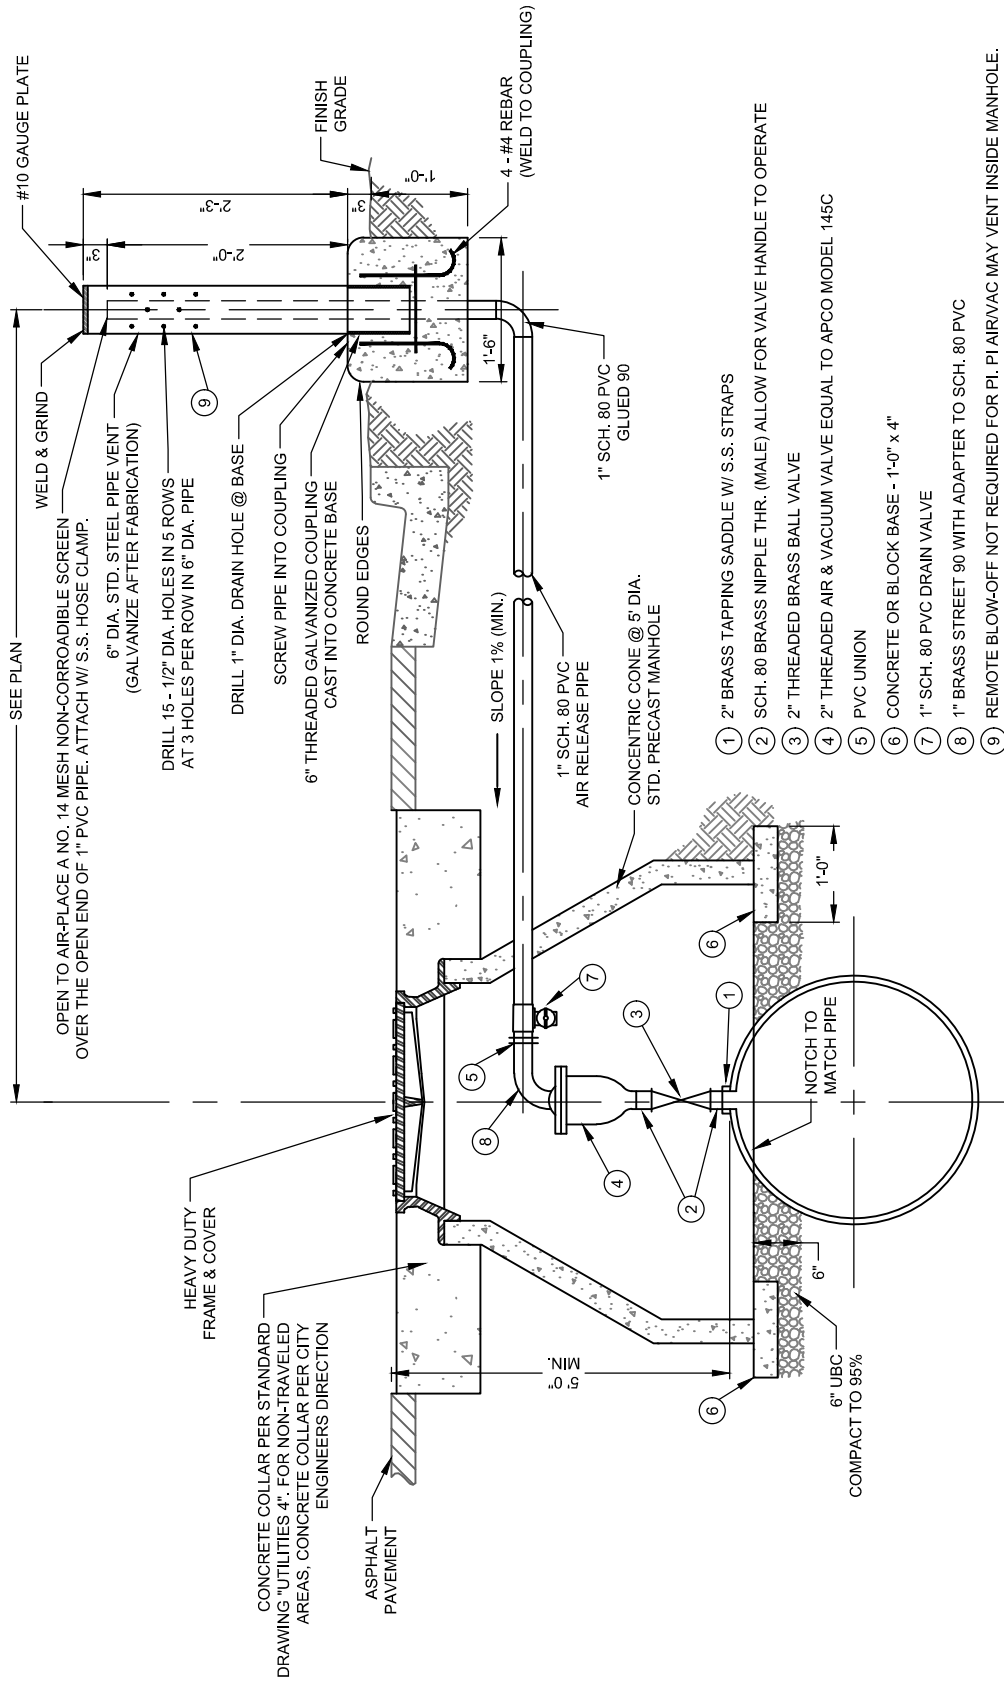 SEE PLAN
#10 GAUGE PLATE
WELD & GRIND
OPEN TO AIR-PLACE A NO. 14 MESH NON-CORROADIBLE SCREEN
OVER THE OPEN END OF 1" PVC PIPE. ATTACH W/ S.S. HOSE CLAMP.
6" DIA. STD. STEEL PIPE VENT
(GALVANIZE AFTER FABRICATION)
DRILL 15 - 1/2" DIA. HOLES IN 5 ROWS
AT 3 HOLES PER ROW IN 6" DIA. PIPE
9
DRILL 1" DIA. DRAIN HOLE @ BASE
SCREW PIPE INTO COUPLING
6" THREADED GALVANIZED COUPLING
CAST INTO CONCRETE BASE
ROUND EDGES
3"
2'-0"
2'-3"
3"
1'-0"
FINISH
GRADE
4 - #4 REBAR
(WELD TO COUPLING)
1'-6"
1" SCH. 80 PVC
GLUED 90
HEAVY DUTY
FRAME & COVER
CONCRETE COLLAR PER STANDARD
DRAWING "UTILITIES 4". FOR NON-TRAVELED
AREAS, CONCRETE COLLAR PER CITY
ENGINEERS DIRECTION
ASPHALT
PAVEMENT
SLOPE 1% (MIN.)
1" SCH. 80 PVC
AIR RELEASE PIPE
CONCENTRIC CONE @ 5' DIA.
STD. PRECAST MANHOLE
5' 0"
MIN.
5
7
8
4
3
2
1
6
6
1'-0"
6"
NOTCH TO
MATCH PIPE
6" UBC
COMPACT TO 95%
1 2" BRASS TAPPING SADDLE W/ S.S. STRAPS
2 SCH. 80 BRASS NIPPLE THR. (MALE) ALLOW FOR VALVE HANDLE TO OPERATE
3 2" THREADED BRASS BALL VALVE
4 2" THREADED AIR & VACUUM VALVE EQUAL TO APCO MODEL 145C
5 PVC UNION
6 CONCRETE OR BLOCK BASE - 1'-0" x 4"
7 1" SCH. 80 PVC DRAIN VALVE
8 1" BRASS STREET 90 WITH ADAPTER TO SCH. 80 PVC
9 REMOTE BLOW-OFF NOT REQUIRED FOR PI. PI AIR/VAC MAY VENT INSIDE MANHOLE.